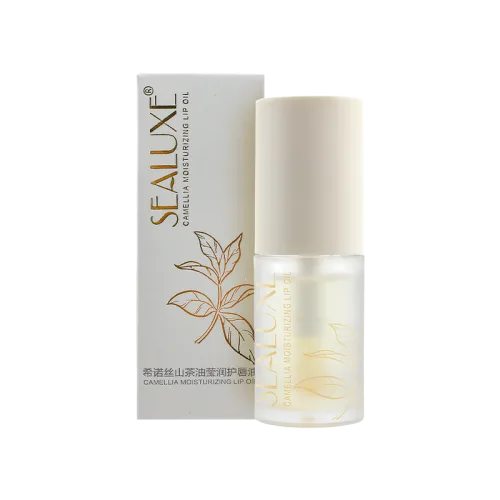 SEALUXE®
CAMELLIA MOISTURIZING LIP OIL
希诺丝山茶油莹润护唇油
CAMELLIA MOISTURIZING LIP OIL
SEALUXE
CAMELLIA MOISTURIZING LIP OIL